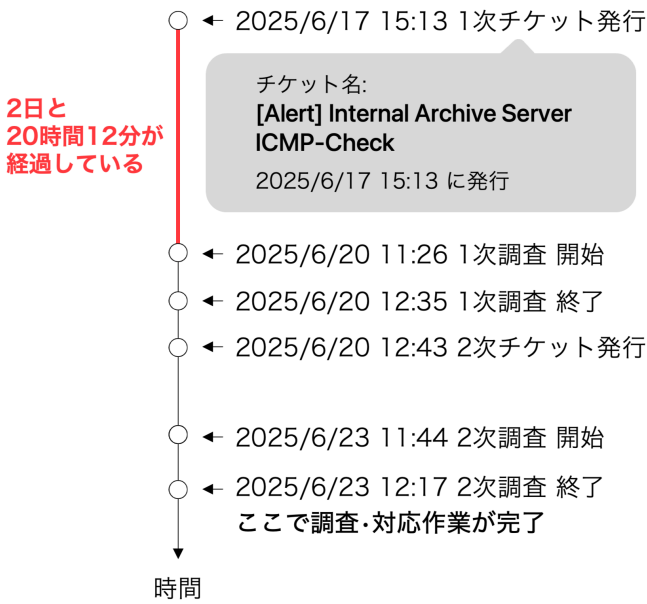 2025/6/17 15:13 1次チケット発行
チケット名:
[Alert] Internal Archive Server
ICMP-Check
2025/6/17 15:13 に発行
2日と
20時間12分が
経過している
2025/6/20 11:26 1次調査 開始
2025/6/20 12:35 1次調査 終了
2025/6/20 12:43 2次チケット発行
2025/6/23 11:44 2次調査 開始
2025/6/23 12:17 2次調査 終了
ここで調査・対応作業が完了
時間